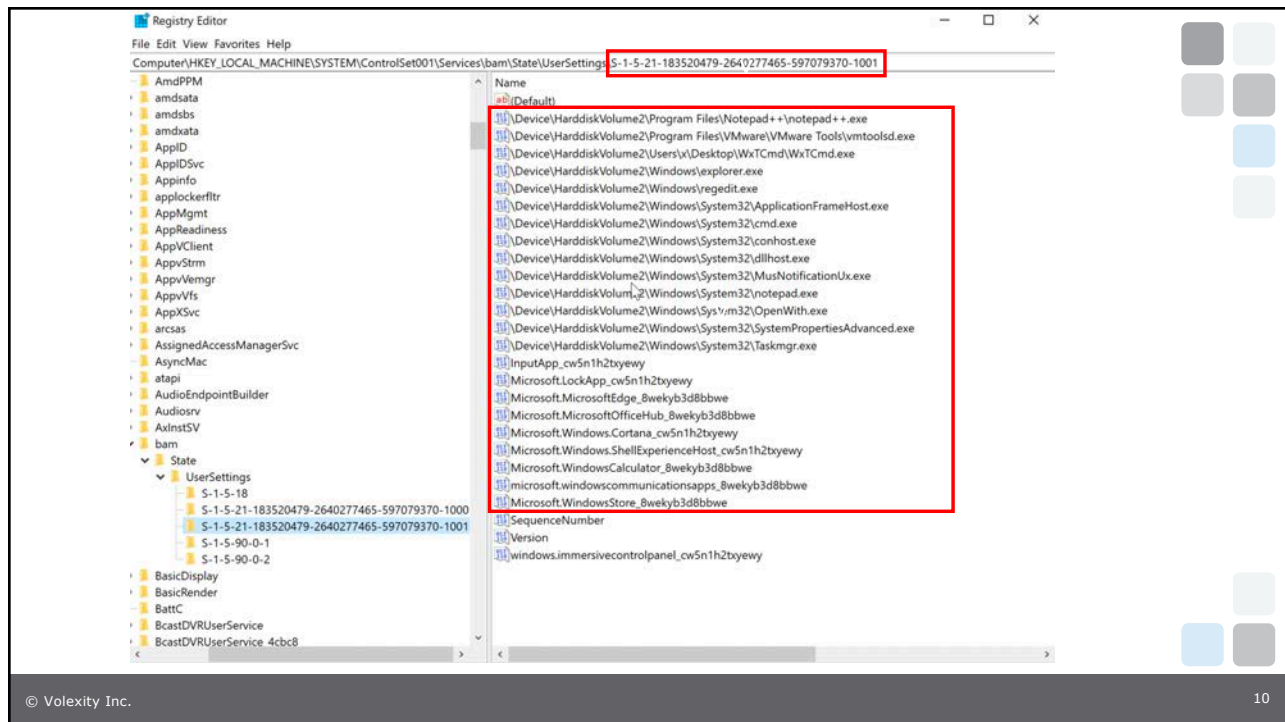 Registry Editor
File Edit View Favorites Help
Computer\HKEY_LOCAL_MACHINE\SYSTEM\ControlSet001\Services\bam\State\UserSettings\S-1-5-21-183520479-2640277465-597079370-1001
AmdPPM
amdsata
amdsbs
amdxata
AppID
AppIDSvc
Appinfo
applockerfltr
AppMgmt
AppReadiness
AppVClient
AppvStrm
AppvVemgr
AppvVfs
AppXSvc
arcsas
AssignedAccessManagerSvc
AsyncMac
atapi
AudioEndpointBuilder
Audiosrv
AxInstSV
bam
State
UserSettings
S-1-5-18
S-1-5-21-183520479-2640277465-597079370-1000
S-1-5-21-183520479-2640277465-597079370-1001
S-1-5-90-0-1
S-1-5-90-0-2
BasicDisplay
BasicRender
BattC
BcastDVRUserService
BcastDVRUserService_4cbc8
Name
(Default)
\Device\HarddiskVolume2\Program Files\Notepad++\notepad++.exe
\Device\HarddiskVolume2\Program Files\VMware\VMware Tools\vmtoolsd.exe
\Device\HarddiskVolume2\Users\x\Desktop\WxTCmd\WxTCmd.exe
\Device\HarddiskVolume2\Windows\explorer.exe
\Device\HarddiskVolume2\Windows\regedit.exe
\Device\HarddiskVolume2\Windows\System32\ApplicationFrameHost.exe
\Device\HarddiskVolume2\Windows\System32\cmd.exe
\Device\HarddiskVolume2\Windows\System32\conhost.exe
\Device\HarddiskVolume2\Windows\System32\dllhost.exe
\Device\HarddiskVolume2\Windows\System32\MusNotificationUx.exe
\Device\HarddiskVolume2\Windows\System32\notepad.exe
\Device\HarddiskVolume2\Windows\System32\OpenWith.exe
\Device\HarddiskVolume2\Windows\System32\SystemPropertiesAdvanced.exe
\Device\HarddiskVolume2\Windows\System32\Taskmgr.exe
InputApp_cw5n1h2txyewy
Microsoft.LockApp_cw5n1h2txyewy
Microsoft.MicrosoftEdge_8wekyb3d8bbwe
Microsoft.MicrosoftOfficeHub_8wekyb3d8bbwe
Microsoft.Windows.Cortana_cw5n1h2txyewy
Microsoft.Windows.ShellExperienceHost_cw5n1h2txyewy
Microsoft.WindowsCalculator_8wekyb3d8bbwe
microsoft.windowscommunicationsapps_8wekyb3d8bbwe
Microsoft.WindowsStore_8wekyb3d8bbwe
SequenceNumber
Version
windows.immersivecontrolpanel_cw5n1h2txyewy
© Volexity Inc.
10